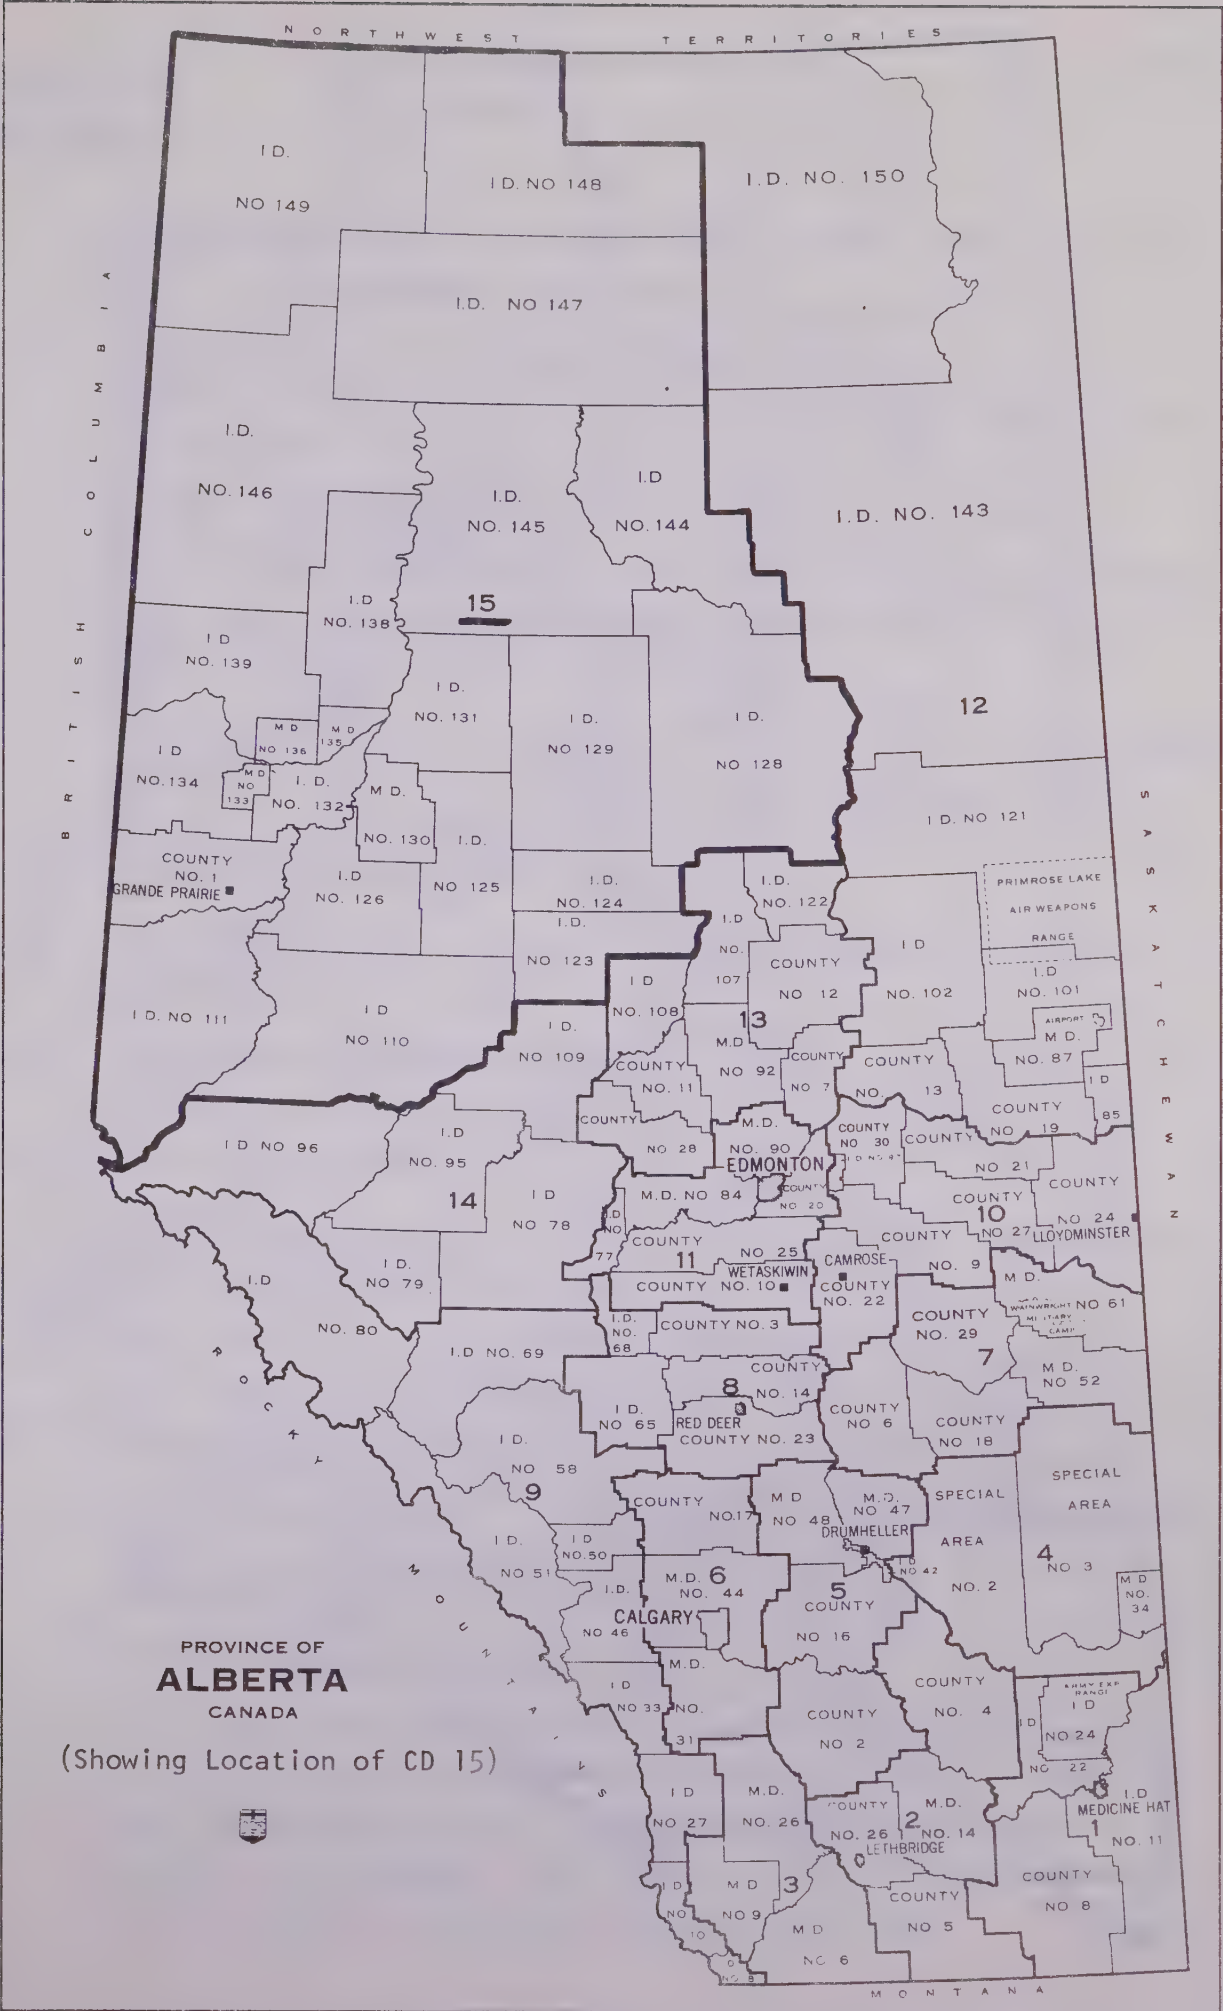 NORTHWEST TERRITORIES
I D.
NO 149
I D. NO 148
I.D. NO. 150
I.D. NO 147
BRITISH COLUMBIA
I.D.
NO. 146
I.D.
NO. 145
I.D
NO. 144
I.D. NO. 143
I.D
NO. 138
15
I D
NO. 139
I D.
NO. 131
I D.
NO 129
I D.
NO 128
12
M D
NO 136
M D
135
I D
NO. 134
M D
NO
133
I. D.
NO. 132
M D.
NO. 130
I.D.
NO 125
I D. NO 121
SASKATCHEWAN
COUNTY
NO. 1
GRANDE PRAIRIE
I.D
NO. 126
I.D.
NO. 124
I.D.
NO. 122
PRIMROSE LAKE
AIR WEAPONS
RANGE
I.D.
NO 123
I.D
NO.
107
COUNTY
NO 12
I D
NO. 102
I.D
NO. 101
I D. NO 111
I D
NO 110
I D
NO. 108
13
AIRPORT
M D.
NO. 87
I D.
NO 109
COUNTY
NO. 11
M.D
NO 92
COUNTY
NO 7
COUNTY
NO. 13
I D
85
COUNTY
NO 19
I D NO 96
I.D
NO. 95
COUNTY
NO 28
M.D.
NO. 90
EDMONTON
COUNTY
NO 30
COUNTY
NO 21
14
I D
NO 78
M.D. NO 84
COUNTY
NO 20
COUNTY
NO 27
10
COUNTY
NO 24
LLOYDMINSTER
I.D
NO
77
COUNTY
NO 25
11
COUNTY
NO. 9
I.D.
NO 79
COUNTY NO. 10
WETASKIWIN
CAMROSE
COUNTY
NO. 22
M D.
NO 61
WAINWRIGHT
MILITARY
CAMP
I.D
NO. 80
I.D.
NO.
68
COUNTY NO. 3
COUNTY
NO. 29
7
ROCKY MOUNTAINS
I.D NO. 69
COUNTY
NO. 14
8
M D.
NO 52
I D.
NO 65
RED DEER
COUNTY NO. 23
COUNTY
NO 6
COUNTY
NO 18
I D.
NO 58
9
SPECIAL
AREA
4
NO 3
COUNTY
NO. 17
M D
NO 48
M.D.
NO 47
DRUMHELLER
SPECIAL
AREA
NO. 2
I D.
NO 51
I D
NO. 50
I D
NO 42
M D
NO.
34
M.D. 6
NO. 44
I.D.
NO 46
CALGARY
5
COUNTY
NO 16
I D
NO 33
M.D.
NO.
31
COUNTY
NO 2
COUNTY
NO. 4
ARMY EXP
RANGE
I D
NO 24
I D
NO 22
PROVINCE OF
ALBERTA
CANADA
(Showing Location of CD 15)
I D
NO 27
M.D.
NO. 26
COUNTY
NO. 26
2
M.D.
NO. 14
LETHBRIDGE
I.D
MEDICINE HAT
1
NO. 11
I D
NO
10
M D
NO 9
3
M D
NO 6
COUNTY
NO 5
COUNTY
NO 8
MONTANA